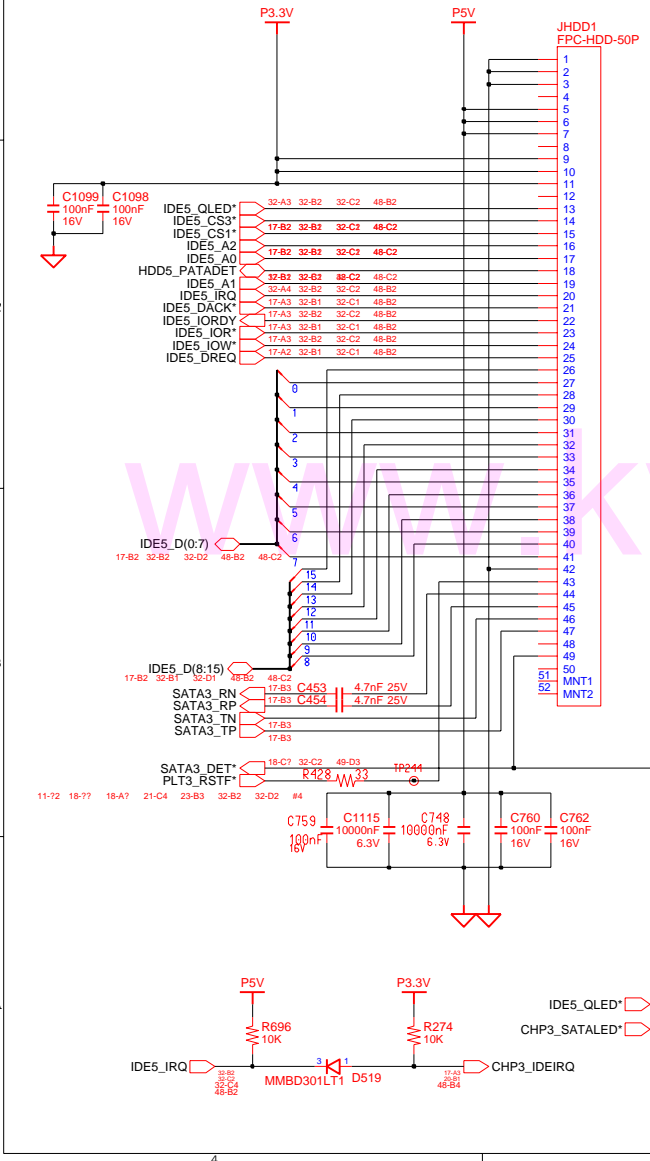 P3.3V
P5V
JHDD1
FPC-HDD-50P
1
2
3
4
5
6
7
8
9
10
11
12
13
14
15
16
17
18
19
20
21
22
23
24
25
26
27
28
29
30
31
32
33
34
35
36
37
38
39
40
41
42
43
44
45
46
47
48
49
50
51 MNT1
52 MNT2
C1099
100nF
16V
C1098
100nF
16V
IDE5_QLED* 32-A3 32-B2 32-C2 48-B2
IDE5_CS3*
IDE5_CS1* 17-B2 32-C1 48-C2
IDE5_A2
IDE5_A0 17-B2 32-C1 48-C2
HDD5_PATADET
IDE5_A1 48-C2
IDE5_IRQ 32-A4 32-B2 32-C2 48-B2
IDE5_DACK* 17-A3 32-B1 32-C1 48-B2
IDE5_IORDY 17-A3 32-B2 32-C2 48-B2
IDE5_IOR* 17-A3 32-B1 32-C1 48-B2
IDE5_IOW* 17-A3 32-B2 32-C2 48-B2
IDE5_DREQ 17-A2 32-B1 32-C1 48-B2
0
1
2
3
4
5
6
7
IDE5_D(0:7)
17-B2 32-B2 32-D2 48-B2 48-C2
15
14
13
12
11
10
9
8
IDE5_D(8:15)
17-B2 32-B1 32-D1 48-B2 48-C2
SATA3_RN 17-B3 C453 4.7nF 25V
SATA3_RP 17-B3 C454 4.7nF 25V
SATA3_TN
SATA3_TP 17-B3
17-B3
SATA3_DET* 18-C? 32-C2 49-D3
PLT3_RSTF* R428 33 TP244
11-?2 18-?? 18-A? 21-C4 23-B3 32-B2 32-D2 #4
C759
100nF
16V
C1115
10000nF
6.3V
C748
10000nF
6.3V
C760
100nF
16V
C762
100nF
16V
www.k
P5V
P3.3V
R696
10K
R274
10K
IDE5_QLED*
CHP3_SATALED*
IDE5_IRQ
32-B2
32-C2
32-C4
48-B2
3
1
MMBD301LT1
D519
CHP3_IDEIRQ
17-A3
20-B1
48-B4
4